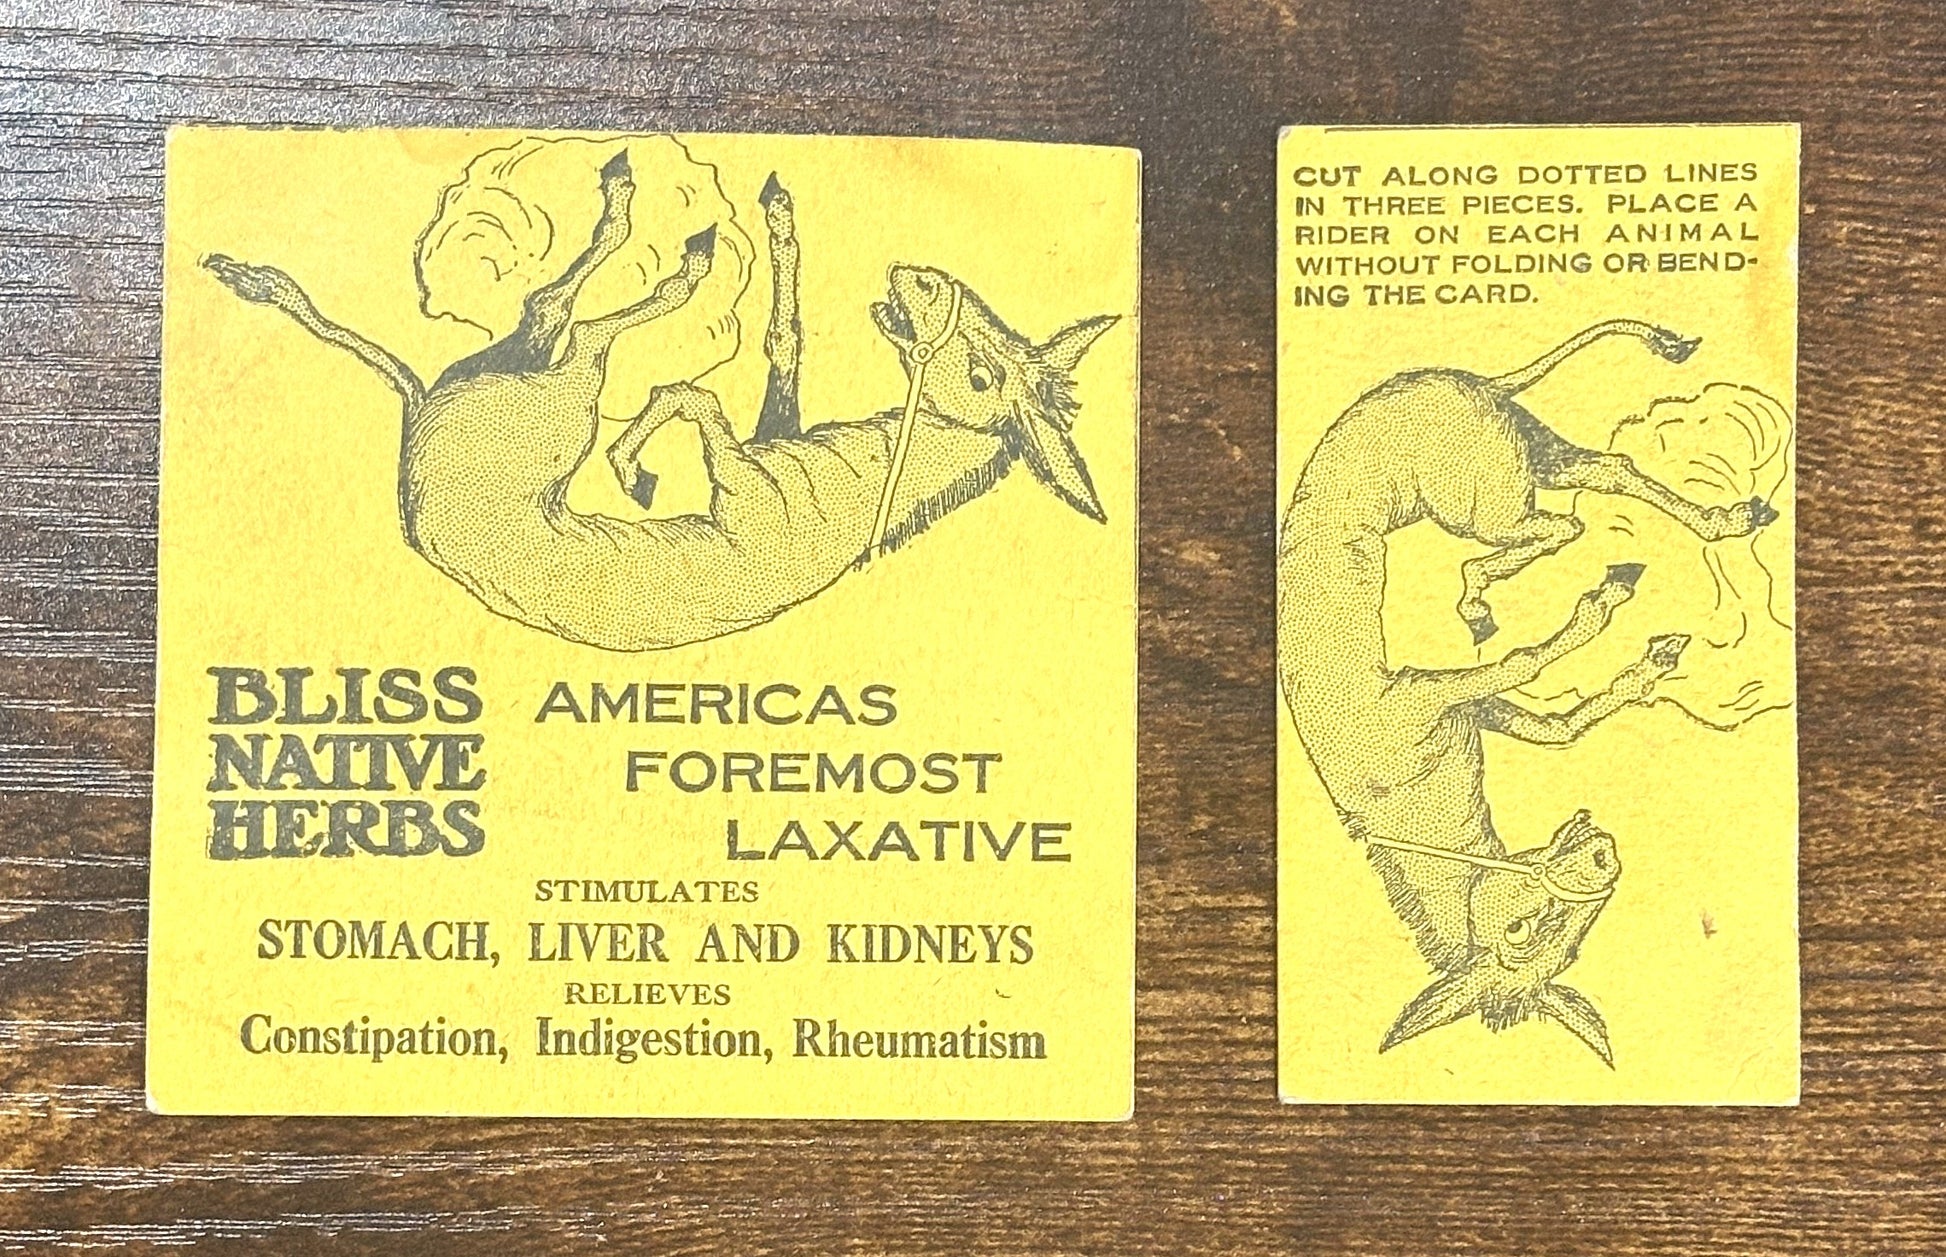 BLISS
NATIVE
HERBS
AMERICAS
FOREMOST
LAXATIVE
STIMULATES
STOMACH, LIVER AND KIDNEYS
RELIEVES
Constipation, Indigestion, Rheumatism
CUT ALONG DOTTED LINES
IN THREE PIECES. PLACE A
RIDER ON EACH ANIMAL
WITHOUT FOLDING OR BEND-
ING THE CARD.